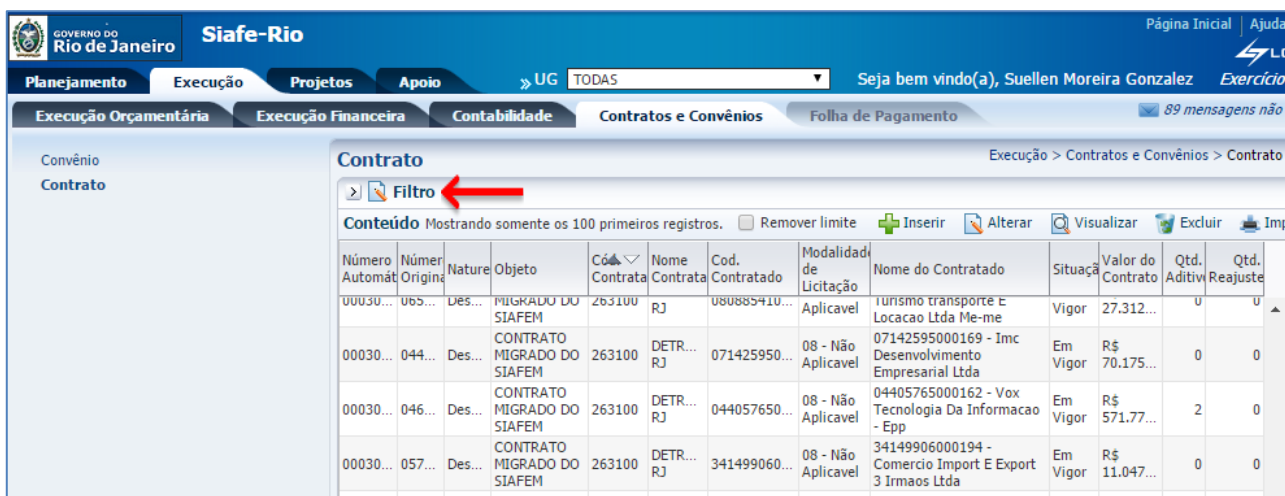 GOVERNO DO
Rio de Janeiro
Siafe-Rio
Página Inicial | Ajuda
Planejamento Execução Projetos Apoio » UG TODAS Seja bem vindo(a), Suellen Moreira Gonzalez Exercício
Execução Orçamentária Execução Financeira Contabilidade Contratos e Convênios Folha de Pagamento 89 mensagens não
Convênio
Contrato
Contrato Execução > Contratos e Convênios > Contrato
Filtro
Conteúdo Mostrando somente os 100 primeiros registros. Remover limite Inserir Alterar Visualizar Excluir Imp
Número Automát Númer Origina Nature Objeto Cód Contrata Nome Contrata Cod. Contratado Modalidad de Licitação Nome do Contratado Situaçã Valor do Contrato Qtd. Aditiv Qtd. Reajuste
00030... 065... Des... MIGRADO DO SIAFEM 263100 RJ 080885410... Aplicavel Turismo transporte E Locacao Ltda Me-me Vigor 27.312... 0 0
00030... 044... Des... CONTRATO MIGRADO DO SIAFEM 263100 DETR... RJ 071425950... 08 - Não Aplicavel 07142595000169 - Imc Desenvolvimento Empresarial Ltda Em Vigor R$ 70.175... 0 0
00030... 046... Des... CONTRATO MIGRADO DO SIAFEM 263100 DETR... RJ 044057650... 08 - Não Aplicavel 04405765000162 - Vox Tecnologia Da Informacao - Epp Em Vigor R$ 571.77... 2 0
00030... 057... Des... CONTRATO MIGRADO DO SIAFEM 263100 DETR... RJ 341499060... 08 - Não Aplicavel 34149906000194 - Comercio Import E Export 3 Irmaos Ltda Em Vigor R$ 11.047... 0 0